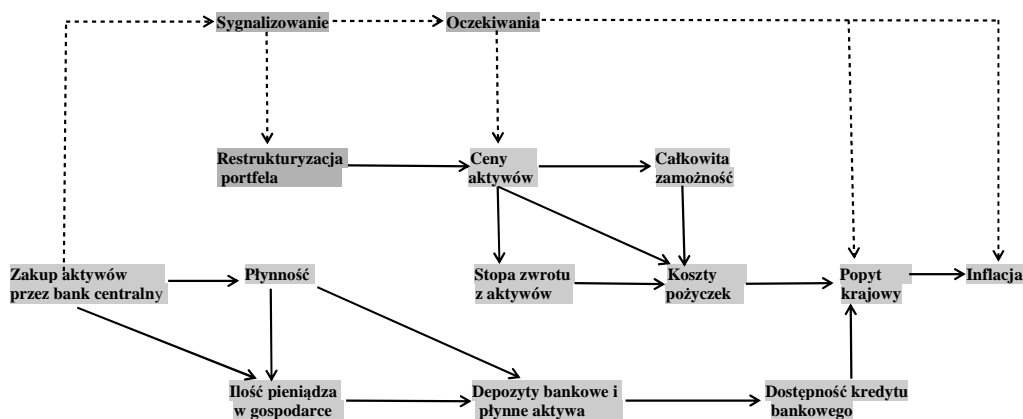 Sygnalizowanie
Oczekiwania
Restrukturyzacja
portfela
Ceny
aktywów
Całkowita
zamożność
Zakup aktywów
przez bank centralny
Płynność
Stopa zwrotu
z aktywów
Koszty
pożyczek
Popyt
krajowy
Inflacja
Ilość pieniądza
w gospodarce
Depozyty bankowe i
płynne aktywa
Dostępność kredytu
bankowego